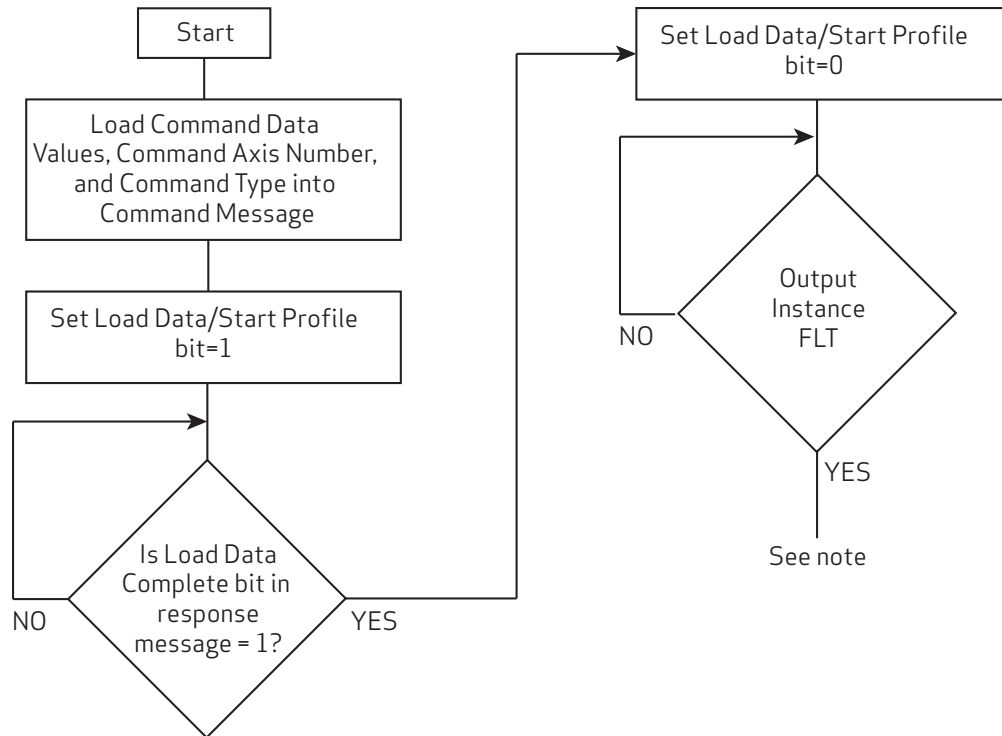 Start
Load Command Data
Values, Command Axis Number,
and Command Type into
Command Message
Set Load Data/Start Profile
bit=1
Is Load Data
Complete bit in
response
message = 1?
NO
YES
Set Load Data/Start Profile
bit=0
Output
Instance
FLT
NO
YES
See note